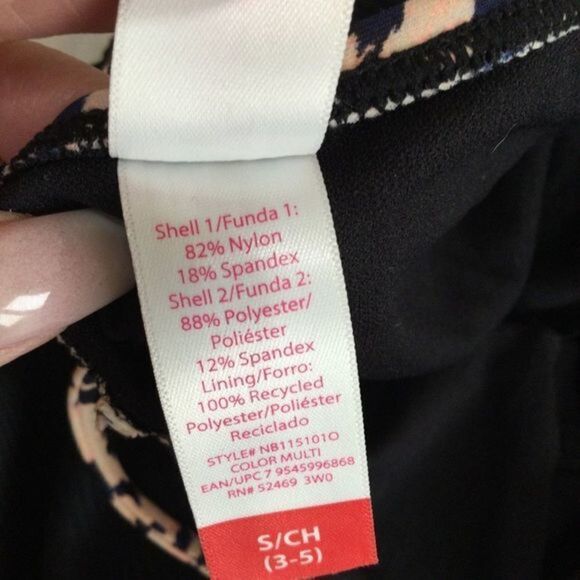 Shell 1/Funda 1:
82% Nylon
18% Spandex
Shell 2/Funda 2:
88% Polyester/
Poliéster
12% Spandex
Lining/Forro:
100% Recycled
Polyester/Poliéster
Reciclado
STYLE# NB115101O
COLOR MULTI
EAN/UPC 7 9545996868
RN# 52469 3W0
S/CH
(3-5)